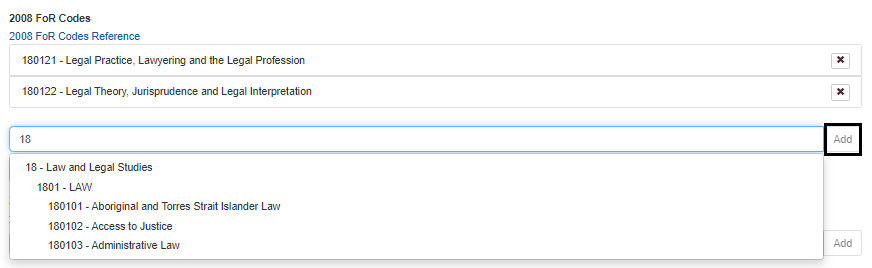 2008 FoR Codes
2008 FoR Codes Reference
180121 - Legal Practice, Lawyering and the Legal Profession
180122 - Legal Theory, Jurisprudence and Legal Interpretation
18 Add
18 - Law and Legal Studies
1801 - LAW
180101 - Aboriginal and Torres Strait Islander Law
180102 - Access to Justice
180103 - Administrative Law
Add